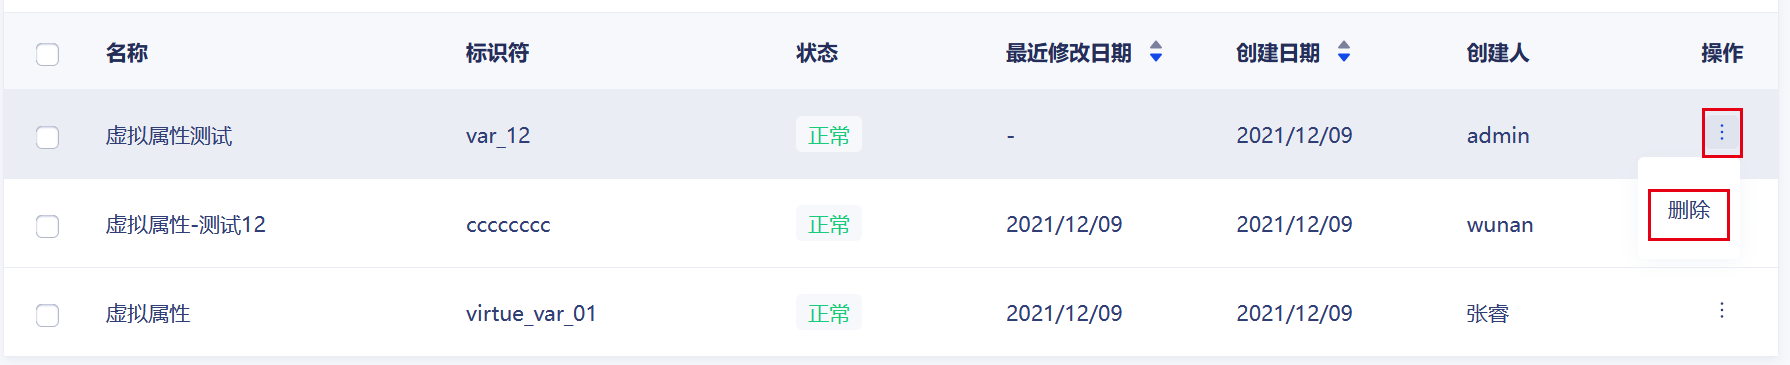 名称 标识符 状态 最近修改日期 创建日期 创建人 操作
虚拟属性测试 var_12 正常 - 2021/12/09 admin
虚拟属性-测试12 cccccccc 正常 2021/12/09 2021/12/09 wunan 删除
虚拟属性 virtue_var_01 正常 2021/12/09 2021/12/09 张睿